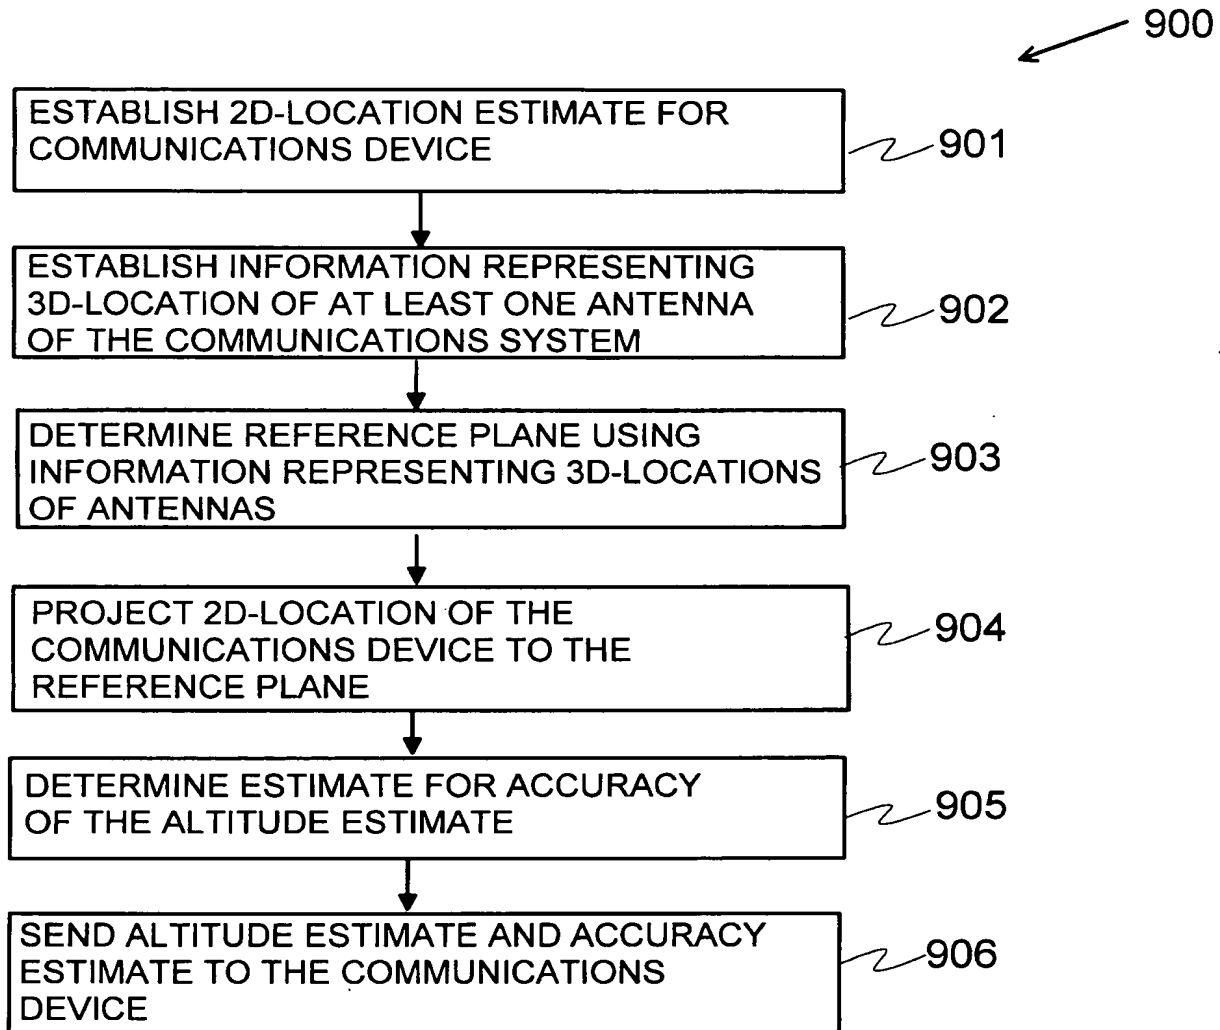 900
ESTABLISH 2D-LOCATION ESTIMATE FOR
COMMUNICATIONS DEVICE
901
ESTABLISH INFORMATION REPRESENTING
3D-LOCATION OF AT LEAST ONE ANTENNA
OF THE COMMUNICATIONS SYSTEM
902
DETERMINE REFERENCE PLANE USING
INFORMATION REPRESENTING 3D-LOCATIONS
OF ANTENNAS
903
PROJECT 2D-LOCATION OF THE
COMMUNICATIONS DEVICE TO THE
REFERENCE PLANE
904
DETERMINE ESTIMATE FOR ACCURACY
OF THE ALTITUDE ESTIMATE
905
SEND ALTITUDE ESTIMATE AND ACCURACY
ESTIMATE TO THE COMMUNICATIONS
DEVICE
906